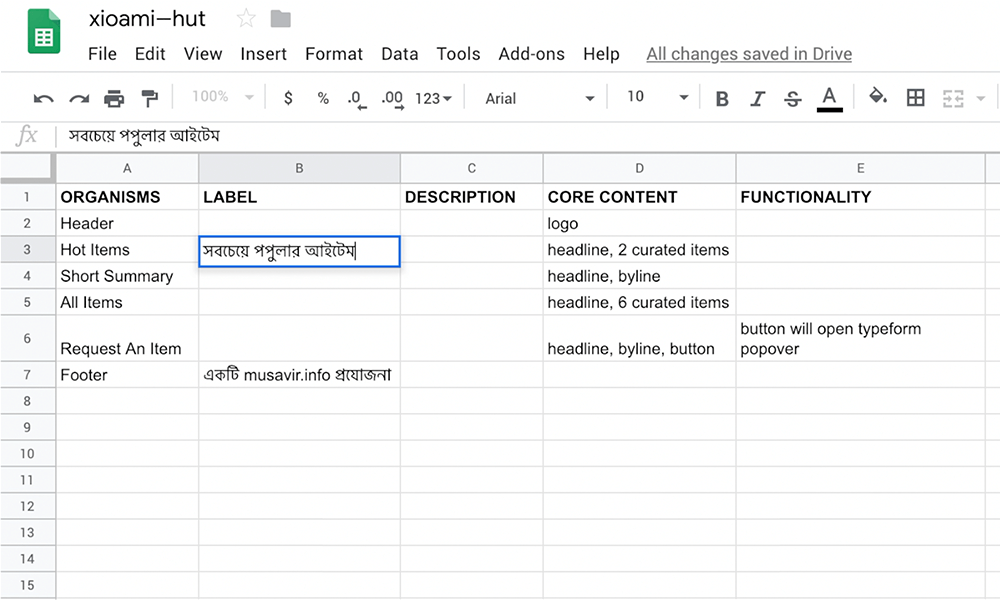 xioami—hut
File Edit View Insert Format Data Tools Add-ons Help All changes saved in Drive
100% $ % .0 .00 123 Arial 10 B I S A
fx সবচেয়ে পপুলার আইটেম
A B C D E
1 ORGANISMS LABEL DESCRIPTION CORE CONTENT FUNCTIONALITY
2 Header logo
3 Hot Items সবচেয়ে পপুলার আইটেম headline, 2 curated items
4 Short Summary headline, byline
5 All Items headline, 6 curated items
button will open typeform
6 Request An Item headline, byline, button popover
7 Footer একটি musavir.info প্রযোজনা
8
9
10
11
12
13
14
15